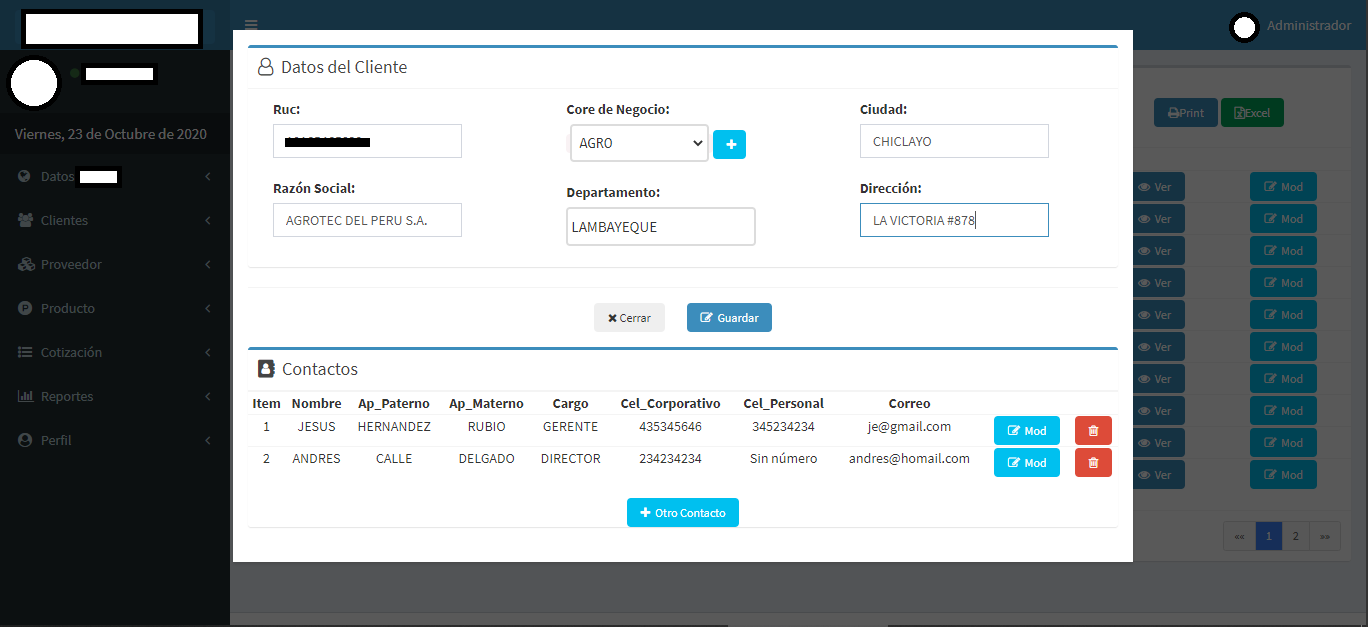 Administrador
Viernes, 23 de Octubre de 2020
Datos
Clientes
Proveedor
Producto
Cotización
Reportes
Perfil
Datos del Cliente
Ruc:
Core de Negocio:
Ciudad:
AGRO
CHICLAYO
Razón Social:
Departamento:
Dirección:
AGROTEC DEL PERU S.A.
LAMBAYEQUE
LA VICTORIA #878
Cerrar
Guardar
Contactos
Item Nombre Ap_Paterno Ap_Materno Cargo Cel_Corporativo Cel_Personal Correo
1 JESUS HERNANDEZ RUBIO GERENTE 435345646 345234234 je@gmail.com Mod
2 ANDRES CALLE DELGADO DIRECTOR 234234234 Sin número andres@homail.com Mod
Otro Contacto
Print Excel
Ver Mod
Ver Mod
Ver Mod
Ver Mod
Ver Mod
Ver Mod
Ver Mod
Ver Mod
Ver Mod
Ver Mod
«« 1 2 »»